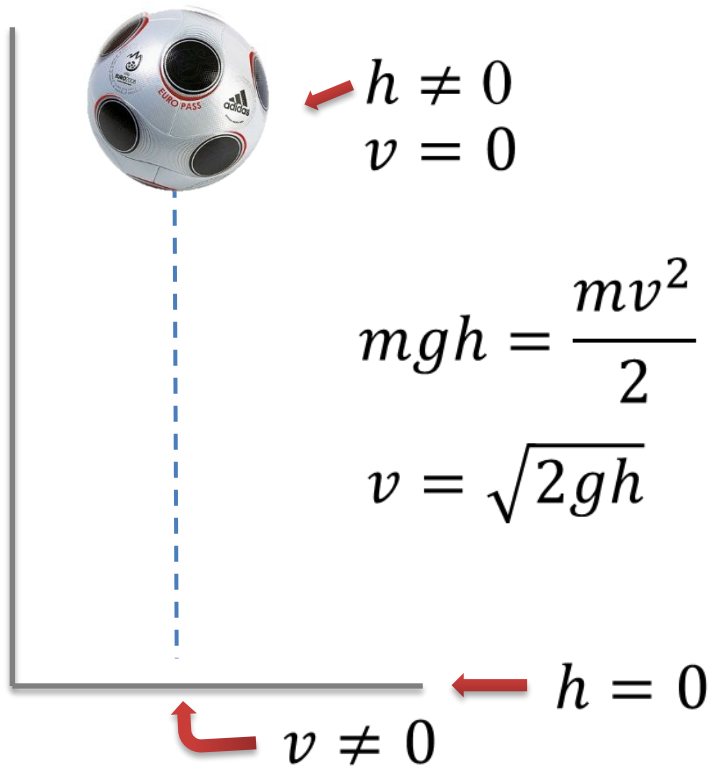 EURO PASS
adidas
h ≠ 0
v = 0
mgh = mv²/2
v = √2gh
h = 0
v ≠ 0